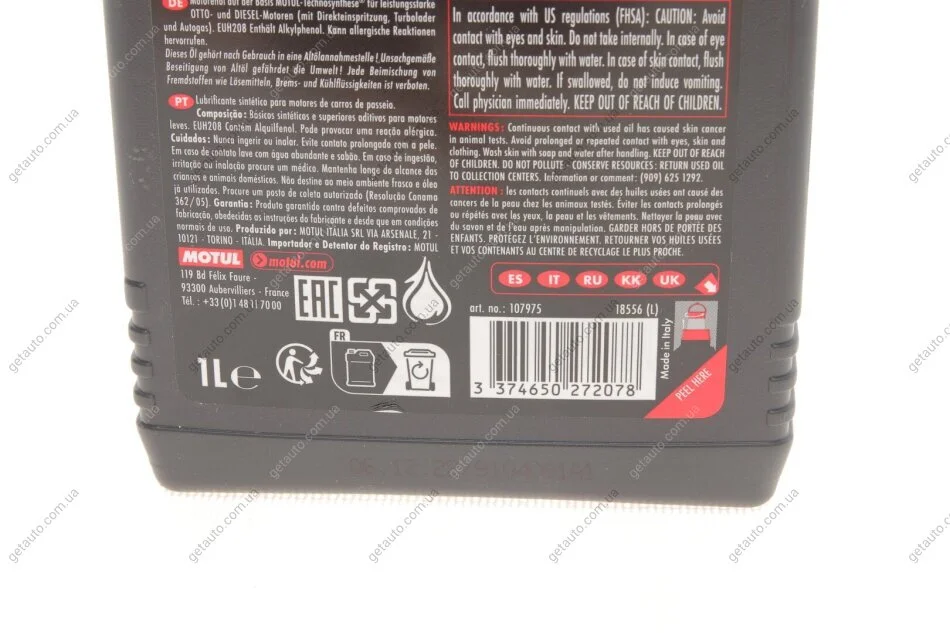 DE Motorenöl auf der Basis MOTUL-Technosynthese® für leistungsstarke
OTTO- und DIESEL-Motoren (mit Direkteinspritzung, Turbolader
und Autogas). EUH208 Enthält Alkylphenol. Kann allergische Reaktionen
hervorrufen.
Dieses Öl gehört nach Gebrauch in eine Altölannahmestelle! Unsachgemäße
Beseitigung von Altöl gefährdet die Umwelt! Jede Beimischung von
Fremdstoffen wie Lösemitteln, Brems- und Kühlflüssigkeiten ist verboten.
PT Lubrificante sintético para motores de carros de passeio.
Composição: Básicos sintéticos e superiores aditivos para motores
leves. EUH208 Contém Alquilfenol. Pode provocar uma reação alérgica.
Cuidados: Nunca ingerir ou inalar. Evite contato prolongado com a pele.
Em caso de contato lave com água abundante e sabão. Em caso de ingestão,
irritação ou inalação procure um médico. Mantenha longe do alcance das
crianças e animais domésticos. Não destine ao meio ambiente frasco e óleo
já utilizados. Procure um posto de coleta autorizado (Resolução Conama
362/05). Garantia: Produto garantido contra defeitos comprovados de
fabricação, obedecidas as instruções do fabricante e desde que em condições
normais de uso. Produzido por: MOTUL ITÁLIA SRL VIA ARSENALE, 21 -
10121 - TORINO - ITÁLIA. Importador e Detentor do Registro: MOTUL
MOTUL motul.com
119 Bd Félix Faure -
93300 Aubervilliers - France
Tél. : +33(0)1 48 11 70 00
EAC
1L℮
FR
In accordance with US regulations (FHSA): CAUTION: Avoid
contact with eyes and skin. Do not take internally. In case of eye
contact, flush thoroughly with water. In case of skin contact, flush
thoroughly with water. If swallowed, do not induce vomiting.
Call physician immediately. KEEP OUT OF REACH OF CHILDREN.
WARNINGS: Continuous contact with used oil has caused skin cancer
in animal tests. Avoid prolonged or repeated contact with eyes, skin and
clothing. Wash skin with soap and water after handling. KEEP OUT OF REACH
OF CHILDREN. DO NOT POLLUTE - CONSERVE RESOURCES: RETURN USED OIL
TO COLLECTION CENTERS. Information or comment: (909) 625 1292.
ATTENTION: les contacts continuels avec des huiles usées ont causé des
cancers de la peau chez les animaux testés. Éviter les contacts prolongés
ou répétés avec les yeux, la peau et les vêtements. Nettoyer la peau avec
du savon et de l'eau après manipulation. GARDER HORS DE PORTÉE DES
ENFANTS. PROTÉGEZ L'ENVIRONNEMENT. RETOURNER VOS HUILES USÉES
ET VOS CONTENANTS AU CENTRE DE RECYCLAGE LE PLUS PROCHE.
ES IT RU KK UK
art. no.: 107975 18556 (L)
3 374650 272078
Made in Italy
PEEL HERE
getauto.com.ua